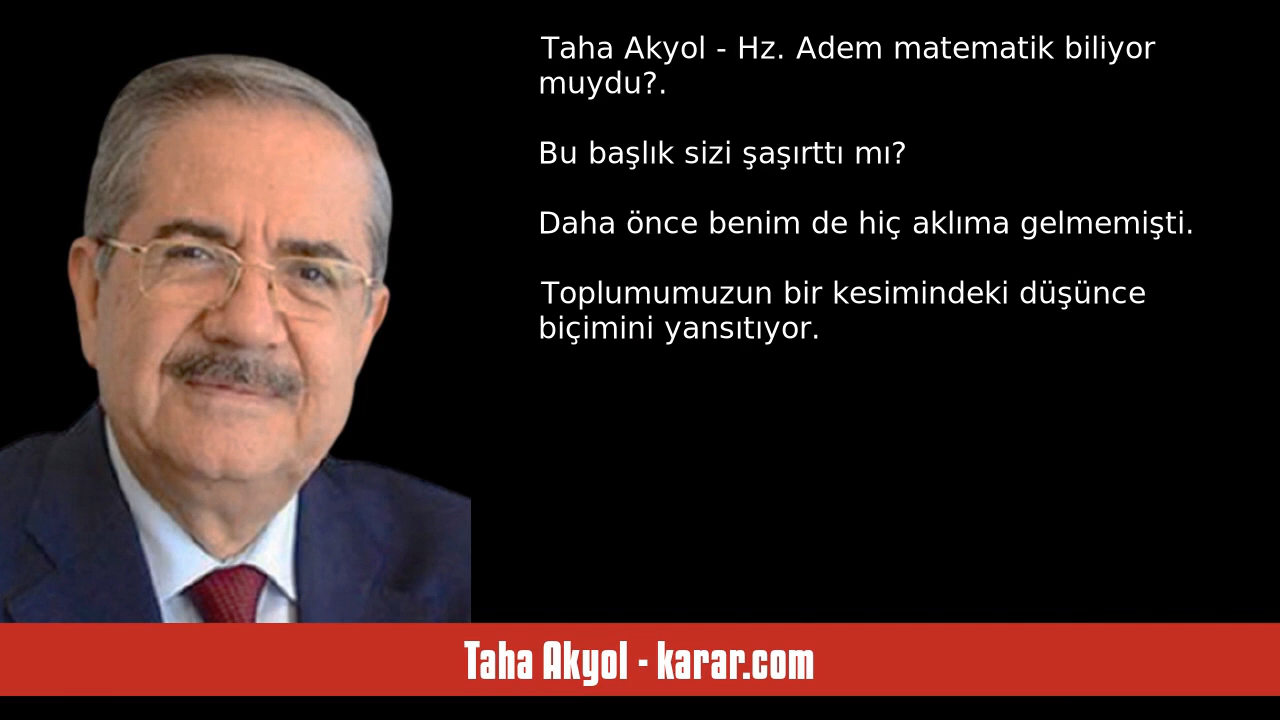 Taha Akyol - Hz. Adem matematik biliyor
muydu?.
Bu başlık sizi şaşırttı mı?
Daha önce benim de hiç aklıma gelmemişti.
Toplumumuzun bir kesimindeki düşünce
biçimini yansıtıyor.
Taha Akyol - karar.com